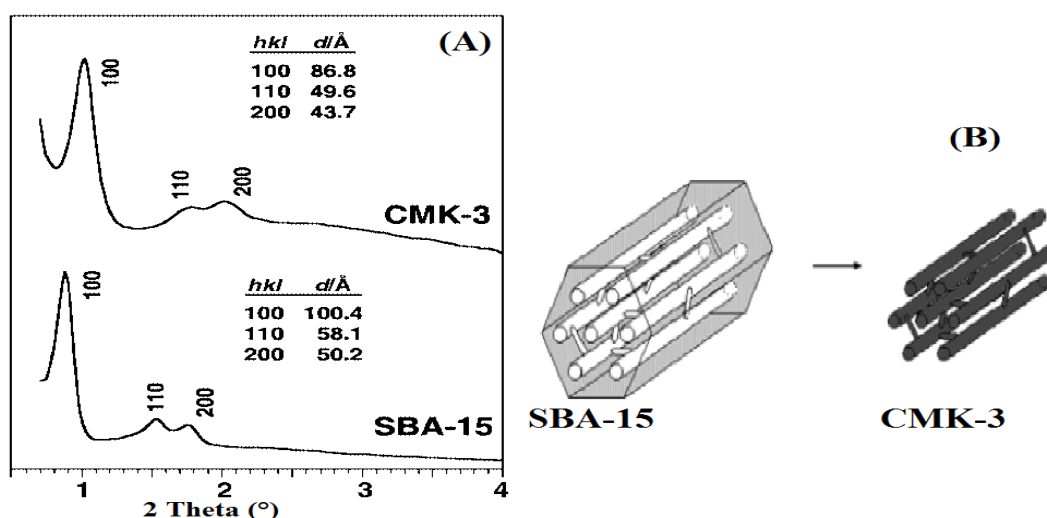 (A)
hkl d/Å
100 86.8
110 49.6
200 43.7
100
110
200
CMK-3
hkl d/Å
100 100.4
110 58.1
200 50.2
100
110
200
SBA-15
1 2 3 4
2 Theta (°)
(B)
SBA-15
CMK-3